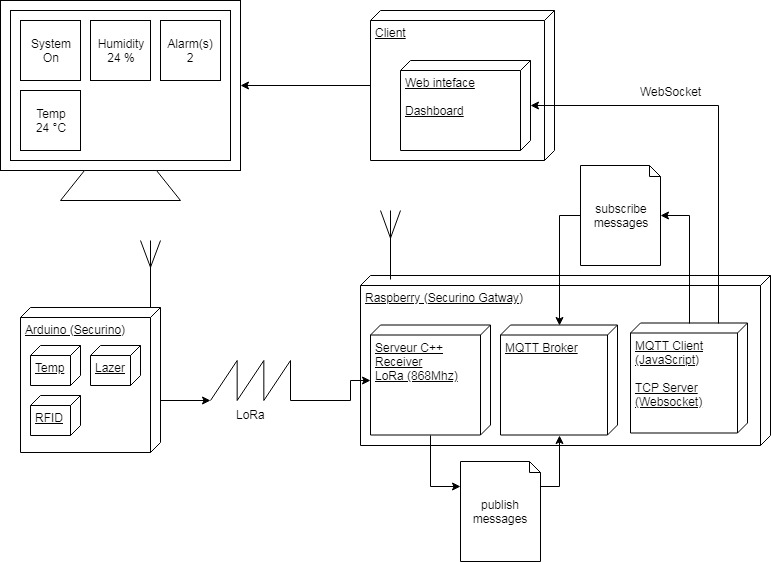 System
On
Humidity
24 %
Alarm(s)
2
Temp
24 °C
Client
Web inteface
Dashboard
WebSocket
subscribe
messages
Arduino (Securino)
Temp
Lazer
RFID
LoRa
Raspberry (Securino Gatway)
Serveur C++
Receiver
LoRa (868Mhz)
MQTT Broker
MQTT Client
(JavaScript)
TCP Server
(Websocket)
publish
messages